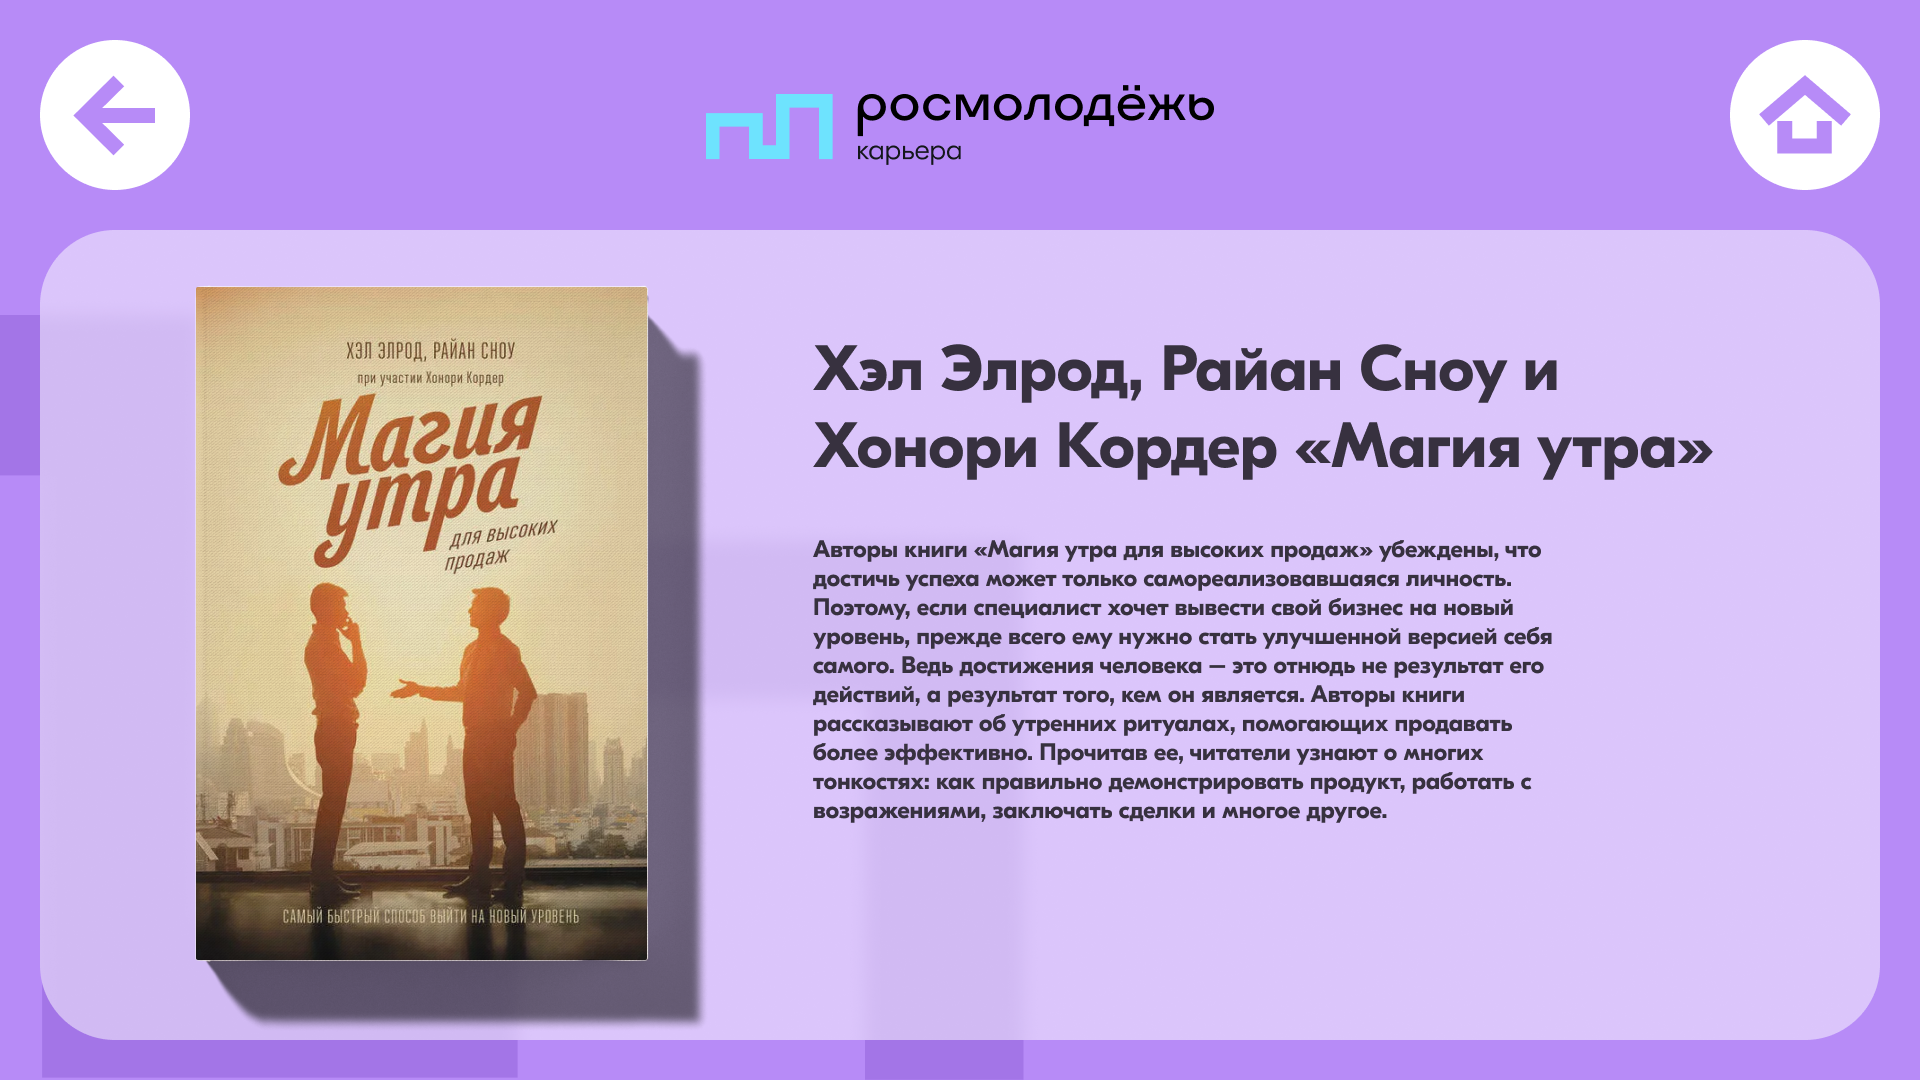 росмолодёжь
карьера
ХЭЛ ЭЛРОД, РАЙАН СНОУ
при участии Хонори Кордер
Магия
утра
для высоких
продаж
САМЫЙ БЫСТРЫЙ СПОСОБ ВЫЙТИ НА НОВЫЙ УРОВЕНЬ
Хэл Элрод, Райан Сноу и
Хонори Кордер «Магия утра»
Авторы книги «Магия утра для высоких продаж» убеждены, что
достичь успеха может только самореализовавшаяся личность.
Поэтому, если специалист хочет вывести свой бизнес на новый
уровень, прежде всего ему нужно стать улучшенной версией себя
самого. Ведь достижения человека – это отнюдь не результат его
действий, а результат того, кем он является. Авторы книги
рассказывают об утренних ритуалах, помогающих продавать
более эффективно. Прочитав ее, читатели узнают о многих
тонкостях: как правильно демонстрировать продукт, работать с
возражениями, заключать сделки и многое другое.